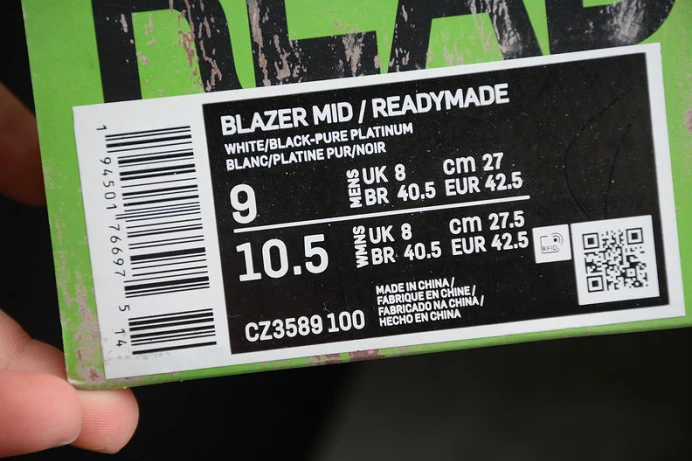 READ
BLAZER MID / READYMADE
WHITE/BLACK-PURE PLATINUM
BLANC/PLATINE PUR/NOIR
9 MENS UK 8 cm 27
BR 40.5 EUR 42.5
10.5 WMNS UK 8 cm 27.5
BR 40.5 EUR 42.5
RFID
MADE IN CHINA/
FABRIQUE EN CHINE/
FABRICADO NA CHINA/
HECHO EN CHINA
CZ3589 100
1 94501 76697 5 14